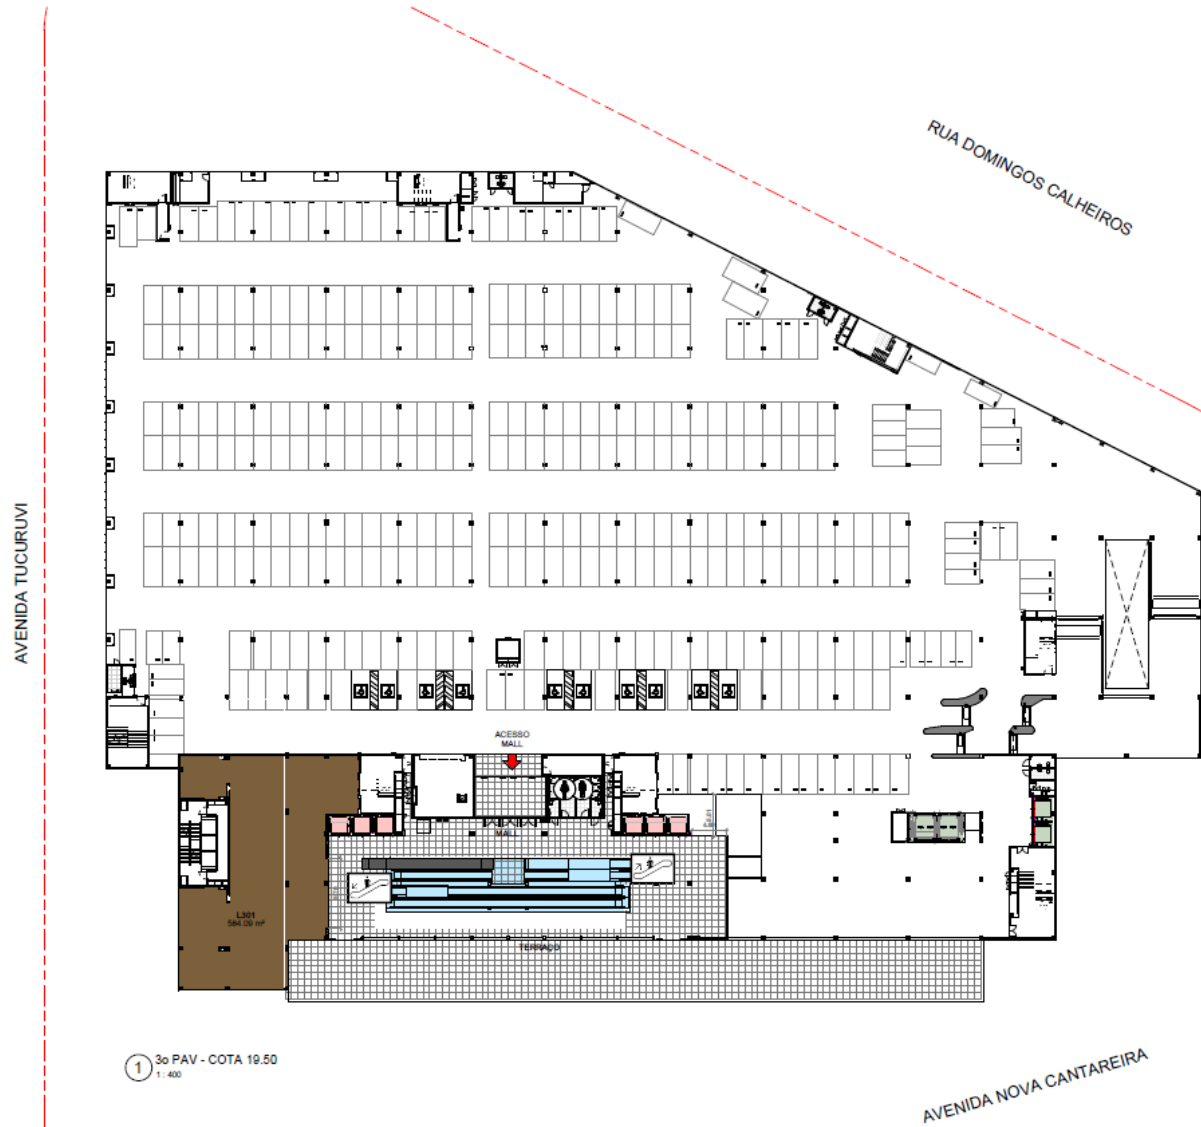 RUA DOMINGOS CALHEIROS
AVENIDA TUCURUVI
ACESSO
MALL
MALL
L301
564.09 m²
TERRAÇO
1
3o PAV - COTA 19.50
1 : 400
AVENIDA NOVA CANTAREIRA